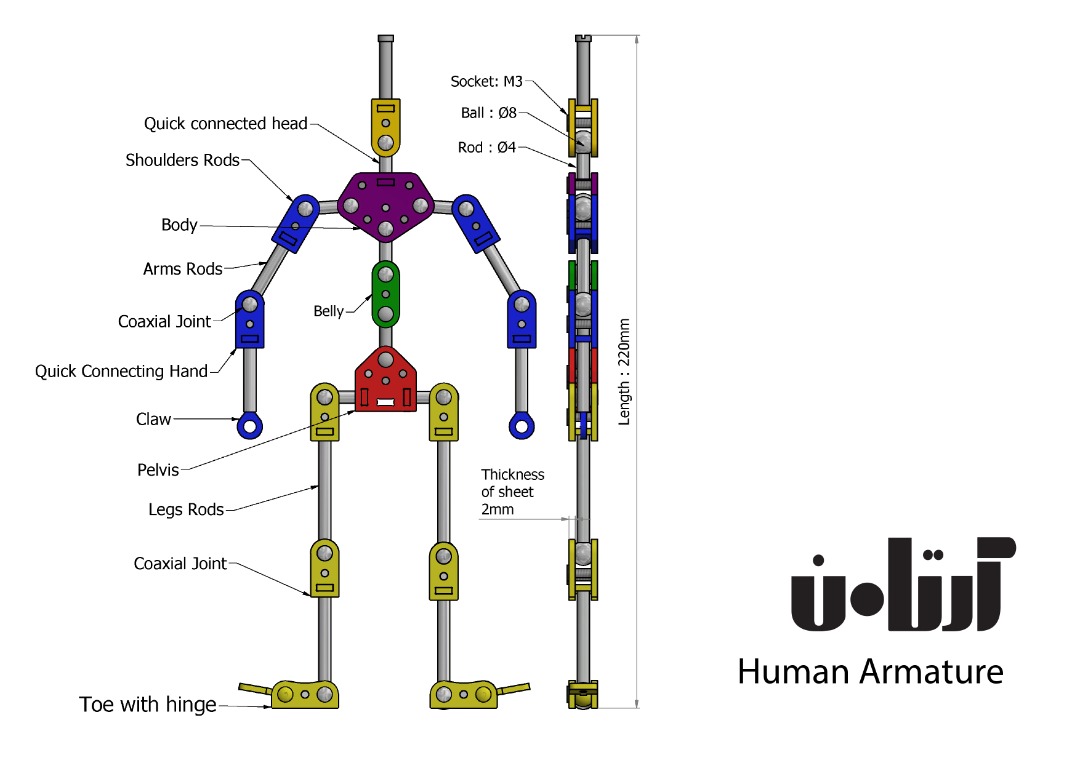 Quick connected head
Shoulders Rods
Body
Arms Rods
Coaxial Joint
Quick Connecting Hand
Claw
Pelvis
Legs Rods
Coaxial Joint
Toe with hinge
Belly
Socket: M3
Ball : Ø8
Rod : Ø4
Length : 220mm
Thickness
of sheet
2mm
آرتامن
Human Armature